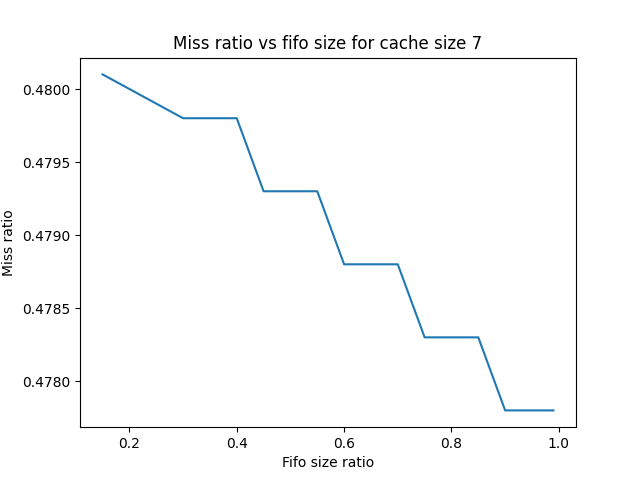 Miss ratio vs fifo size for cache size 7
0.4800
0.4795
0.4790
0.4785
0.4780
Miss ratio
0.2 0.4 0.6 0.8 1.0
Fifo size ratio